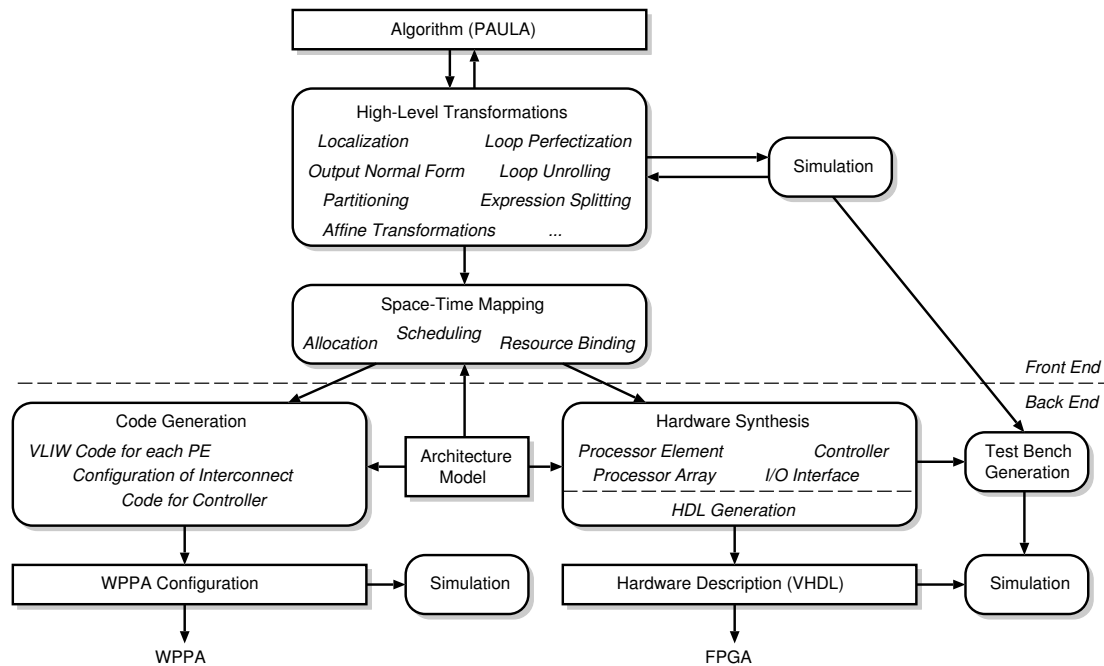 Algorithm (PAULA)
High-Level Transformations
Localization
Loop Perfectization
Output Normal Form
Loop Unrolling
Partitioning
Expression Splitting
Affine Transformations
...
Simulation
Space-Time Mapping
Allocation
Scheduling
Resource Binding
Front End
Back End
Code Generation
VLIW Code for each PE
Configuration of Interconnect
Code for Controller
Architecture
Model
Hardware Synthesis
Processor Element
Controller
Processor Array
I/O Interface
HDL Generation
Test Bench
Generation
WPPA Configuration
Simulation
Hardware Description (VHDL)
Simulation
WPPA
FPGA